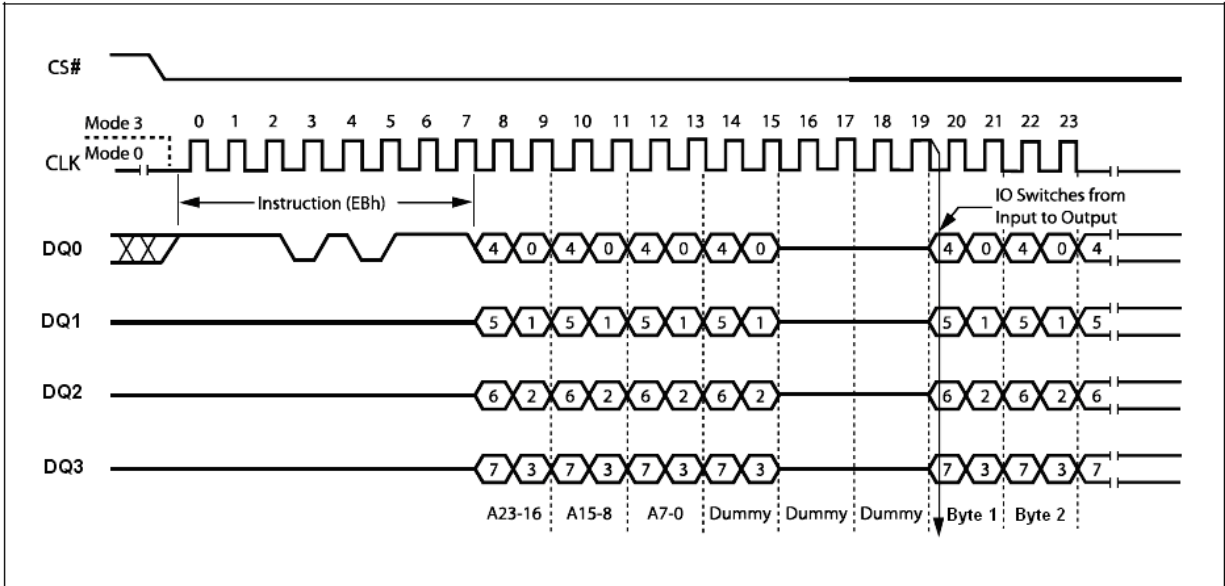 CS#
Mode 3
0 1 2 3 4 5 6 7 8 9 10 11 12 13 14 15 16 17 18 19 20 21 22 23
CLK
Mode 0
Instruction (EBh)
IO Switches from
Input to Output
DQ0
4 0 4 0 4 0 4 0 4 0 4 0 4
DQ1
5 1 5 1 5 1 5 1 5 1 5 1 5
DQ2
6 2 6 2 6 2 6 2 6 2 6 2 6
DQ3
7 3 7 3 7 3 7 3 7 3 7 3 7
A23-16 A15-8 A7-0 Dummy Dummy Dummy Byte 1 Byte 2